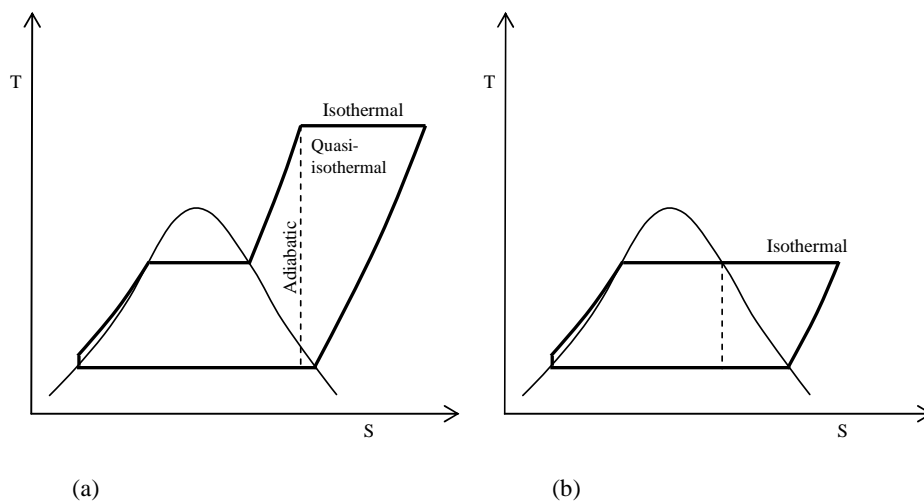 T
Isothermal
Quasi-
isothermal
Adiabatic
S
(a)
T
Isothermal
S
(b)